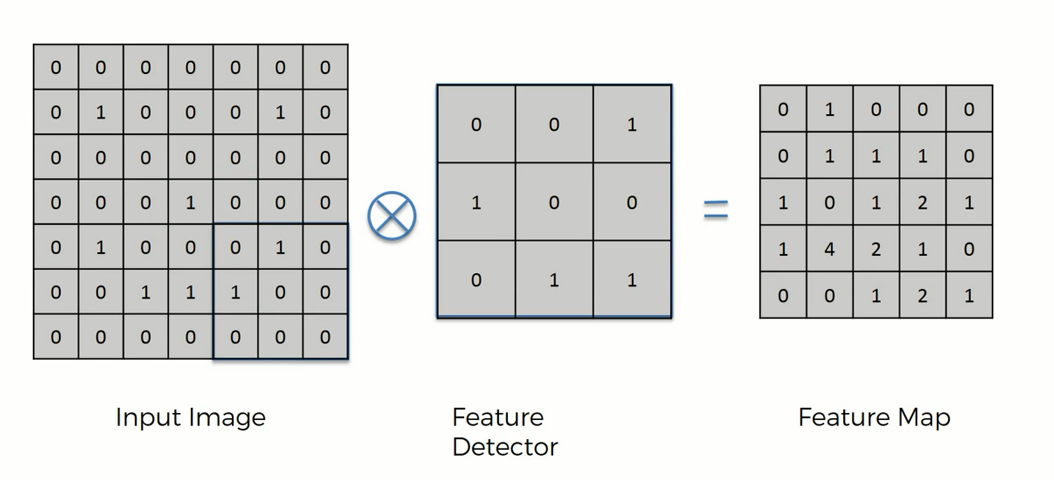 0 0 0 0 0 0 0
0 1 0 0 0 1 0
0 0 0 0 0 0 0
0 0 0 1 0 0 0
0 1 0 0 0 1 0
0 0 1 1 1 0 0
0 0 0 0 0 0 0
Input Image
0 0 1
1 0 0
0 1 1
Feature
Detector
=
0 1 0 0 0
0 1 1 1 0
1 0 1 2 1
1 4 2 1 0
0 0 1 2 1
Feature Map